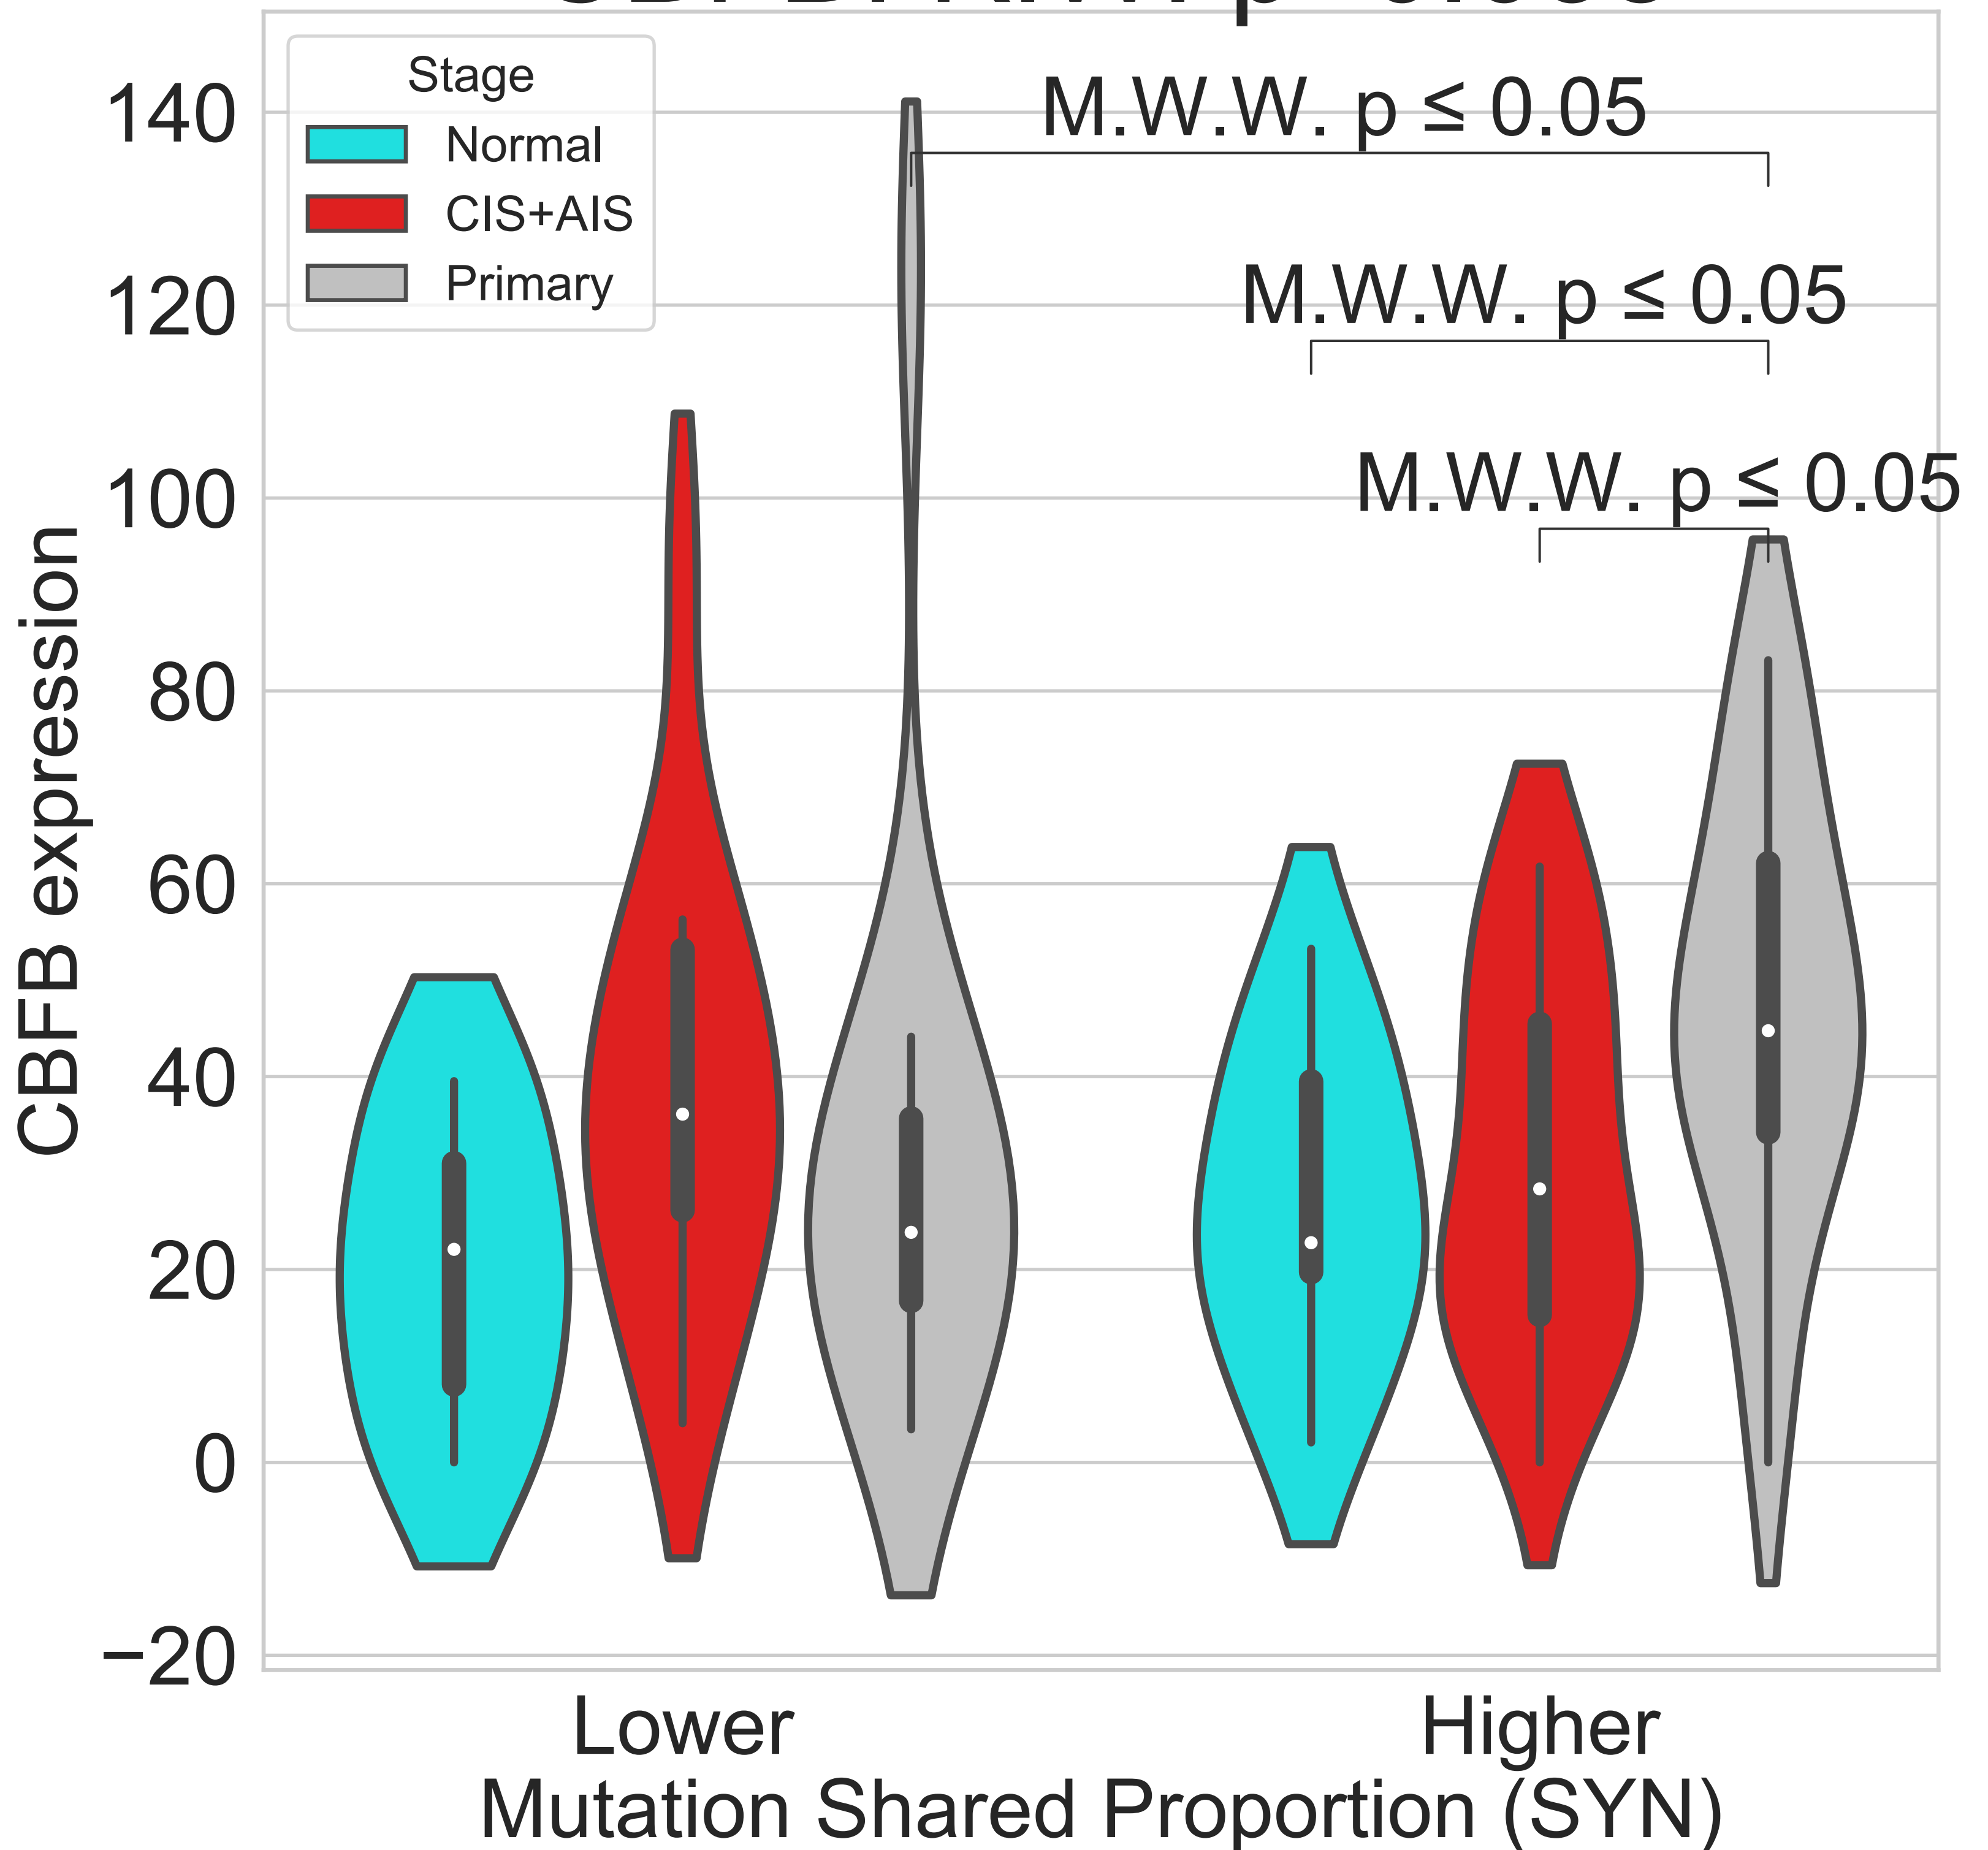 Stage
Normal
CIS+AIS
Primary
M.W.W. p ≤ 0.05
M.W.W. p ≤ 0.05
M.W.W. p ≤ 0.05
140
120
100
80
60
40
20
0
−20
CBFB expression
Lower
Higher
Mutation Shared Proportion (SYN)